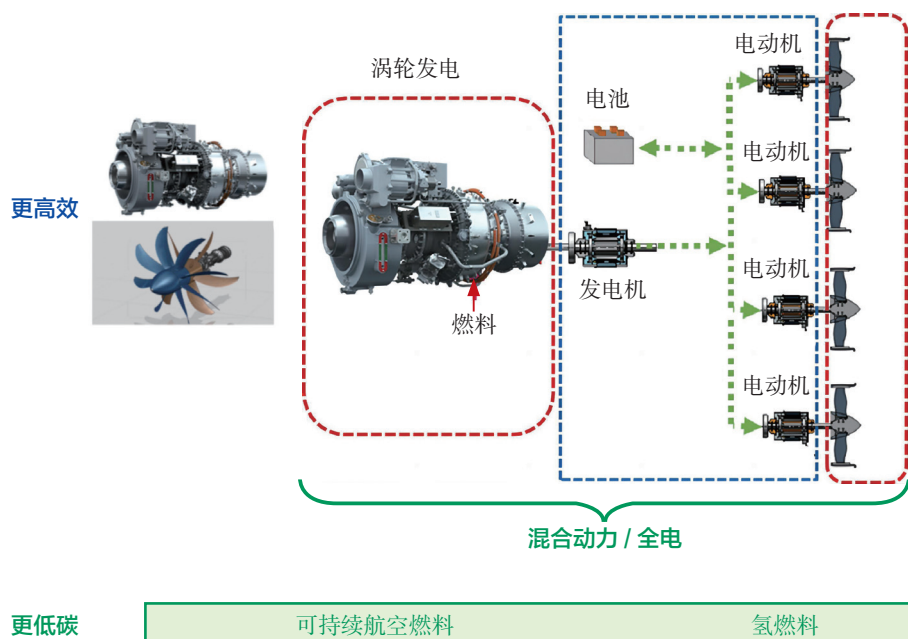 电动机
涡轮发电
电池
电动机
更高效
电动机
发电机
燃料
电动机
混合动力 / 全电
更低碳
可持续航空燃料
氢燃料